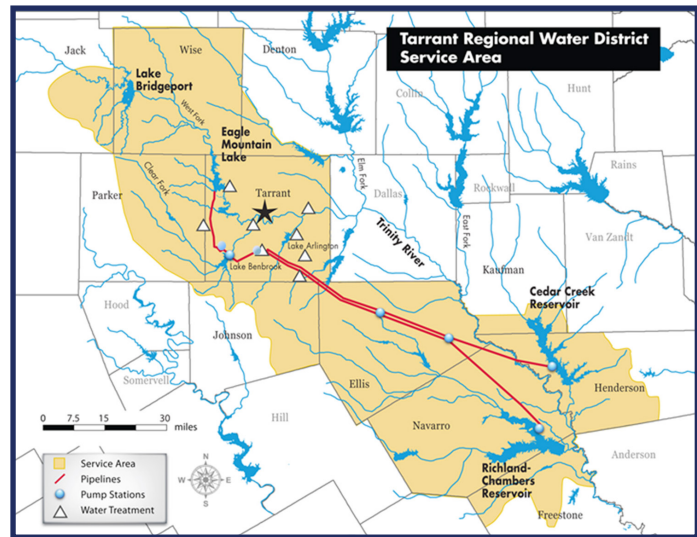 Tarrant Regional Water District
Service Area
Jack
Wise
Denton
Collin
Hunt
Lake
Bridgeport
West Fork
Eagle
Mountain
Lake
Clear Fork
Elm Fork
Rains
Parker
Tarrant
Dallas
Rockwall
East Fork
Trinity River
Van Zandt
Lake Arlington
Lake Benbrook
Kaufman
Cedar Creek
Reservoir
Hood
Johnson
Somervell
Ellis
Henderson
Hill
Navarro
Anderson
Richland-
Chambers
Reservoir
Freestone
0 7.5 15 30
miles
N
W E
S
Service Area
Pipelines
Pump Stations
Water Treatment